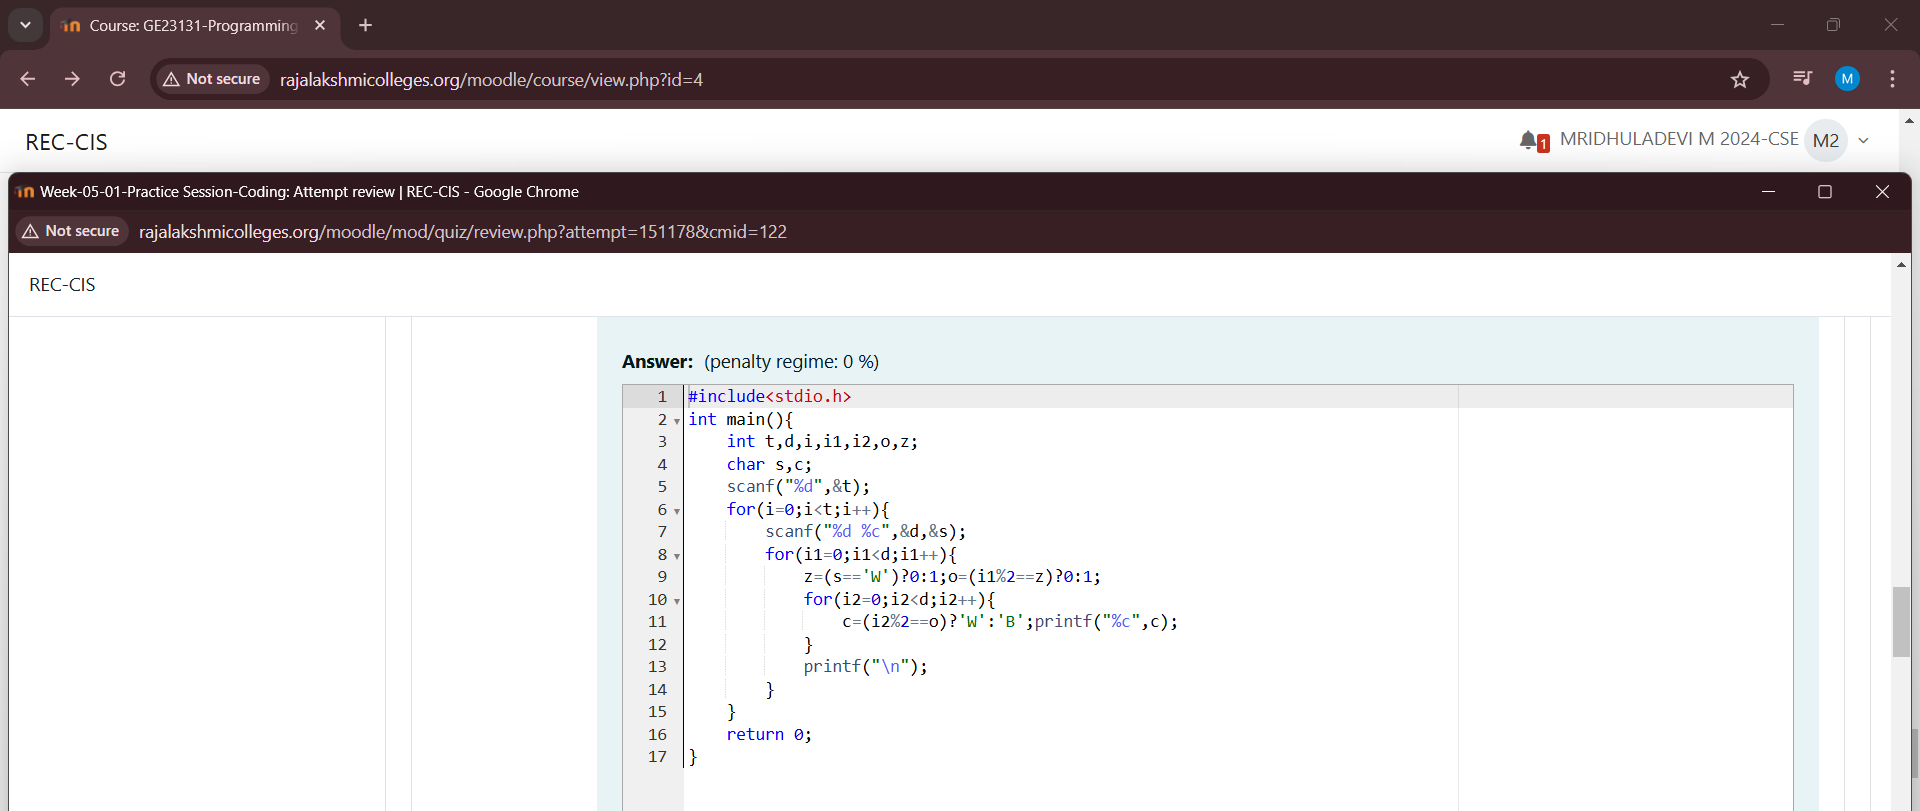 Course: GE23131-Programming
Not secure rajalakshmicolleges.org/moodle/course/view.php?id=4 M
REC-CIS 1 MRIDHULADEVI M 2024-CSE M2
Week-05-01-Practice Session-Coding: Attempt review | REC-CIS - Google Chrome
Not secure rajalakshmicolleges.org/moodle/mod/quiz/review.php?attempt=151178&cmid=122
REC-CIS
Answer: (penalty regime: 0 %)
1 #include<stdio.h>
2 int main(){
3     int t,d,i,i1,i2,o,z;
4     char s,c;
5     scanf("%d",&t);
6     for(i=0;i<t;i++){
7         scanf("%d %c",&d,&s);
8         for(i1=0;i1<d;i1++){
9             z=(s=='W')?0:1;o=(i1%2==z)?0:1;
10             for(i2=0;i2<d;i2++){
11                 c=(i2%2==o)?'W':'B';printf("%c",c);
12             }
13             printf("\n");
14         }
15     }
16     return 0;
17 }